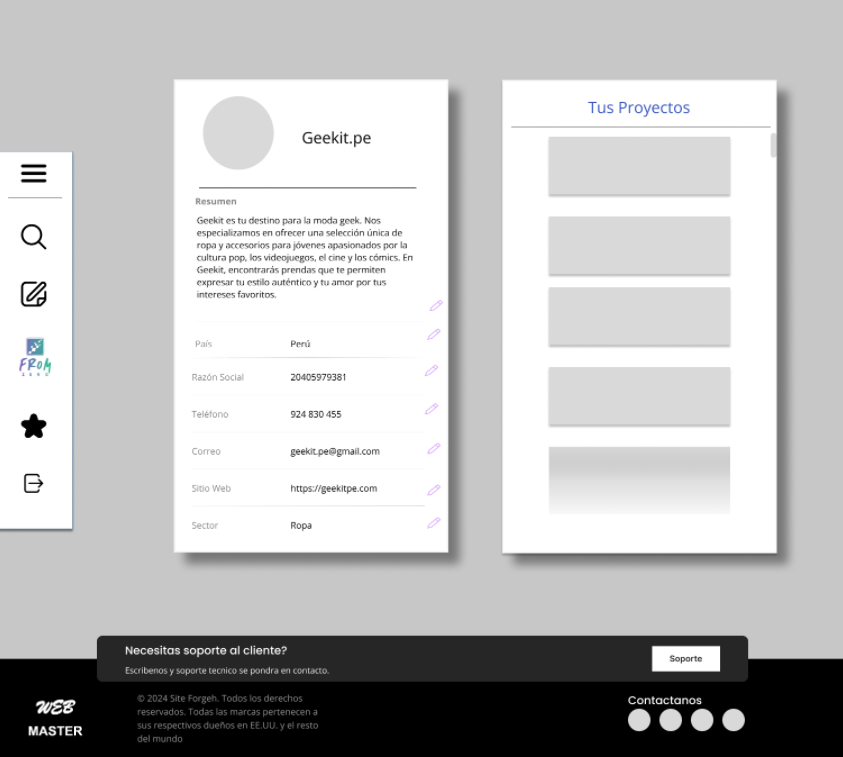 Geekit.pe
Resumen
Geekit es tu destino para la moda geek. Nos
especializamos en ofrecer una selección única de
ropa y accesorios para jóvenes apasionados por la
cultura pop, los videojuegos, el cine y los cómics. En
Geekit, encontrarás prendas que te permiten
expresar tu estilo auténtico y tu amor por tus
intereses favoritos.
País Perú
Razón Social 20405979381
Teléfono 924 830 455
Correo geekit.pe@gmail.com
Sitio Web https://geekitpe.com
Sector Ropa
Tus Proyectos
FROM
ZERO
Necesitas soporte al cliente?
Escribenos y soporte tecnico se pondra en contacto.
Soporte
WEB
MASTER
© 2024 Site Forgeh. Todos los derechos
reservados. Todas las marcas pertenecen a
sus respectivos dueños en EE.UU. y el resto
del mundo
Contactanos